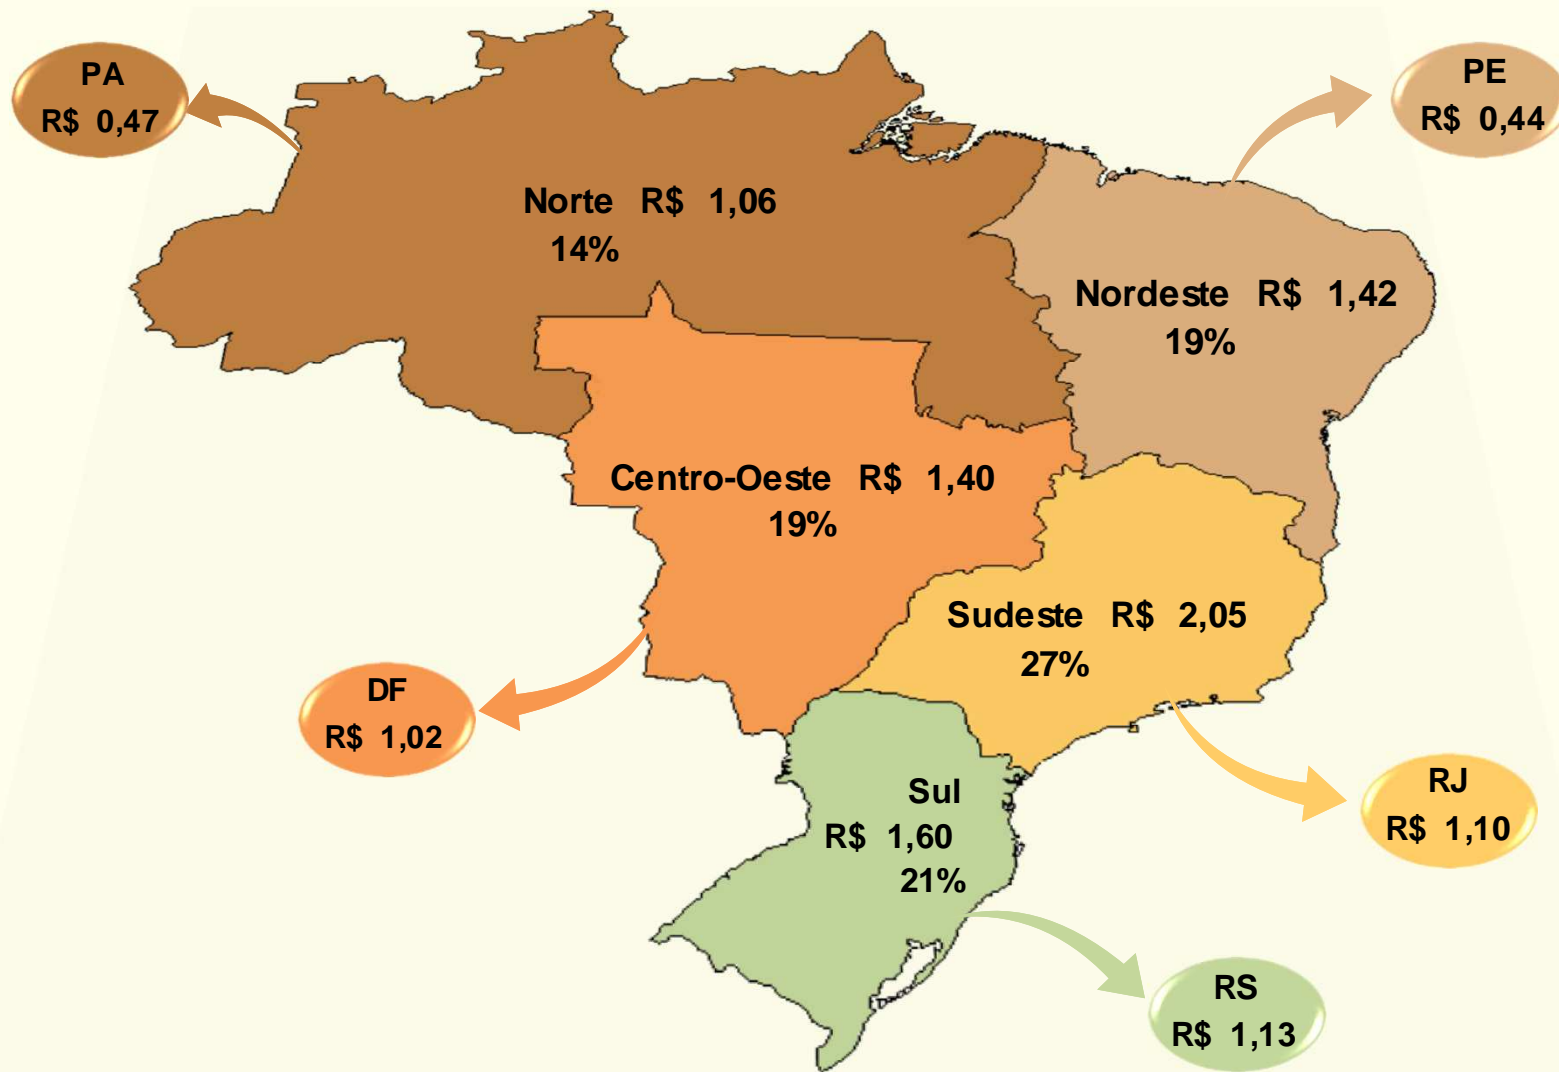 PA
R$ 0,47
PE
R$ 0,44
Norte R$ 1,06
14%
Nordeste R$ 1,42
19%
Centro-Oeste R$ 1,40
19%
Sudeste R$ 2,05
27%
DF
R$ 1,02
Sul
R$ 1,60
21%
RJ
R$ 1,10
RS
R$ 1,13